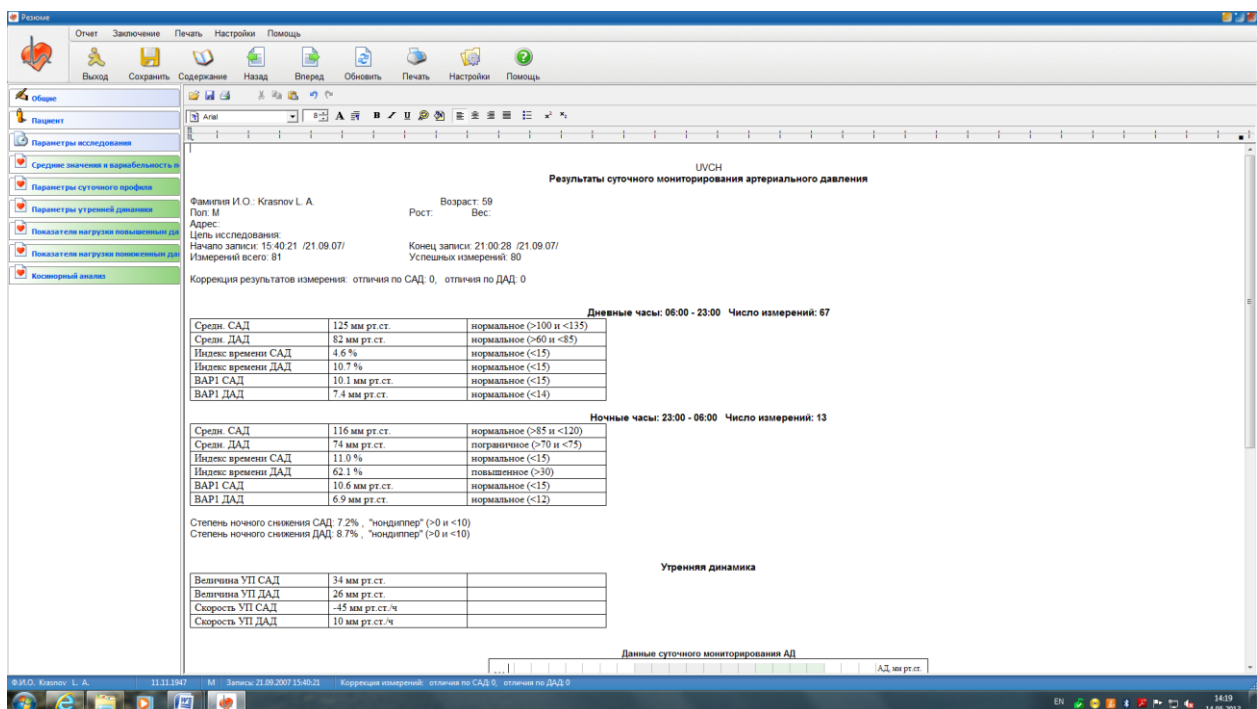 Резюме
Отчет Заключение Печать Настройки Помощь
Выход Сохранить Содержание Назад Вперед Обновить Печать Настройки Помощь
Общие
Пациент
Параметры исследования
Средние значения и вариабельность п
Параметры суточного профиля
Параметры утренней динамики
Показатели нагрузки повышенным да
Показатели нагрузки пониженным да
Косинорный анализ
Arial 8
UVCH
Результаты суточного мониторирования артериального давления
Фамилия И.О.: Krasnov L. A. Возраст: 59
Пол: М Рост: Вес:
Адрес:
Цель исследования:
Начало записи: 15:40:21 /21.09.07/ Конец записи: 21:00:28 /21.09.07/
Измерений всего: 81 Успешных измерений: 80
Коррекция результатов измерения: отличия по САД: 0, отличия по ДАД: 0
Дневные часы: 06:00 - 23:00 Число измерений: 67
Средн. САД 125 мм рт.ст. нормальное (>100 и <135)
Средн. ДАД 82 мм рт.ст. нормальное (>60 и <85)
Индекс времени САД 4.6 % нормальное (<15)
Индекс времени ДАД 10.7 % нормальное (<15)
ВАР1 САД 10.1 мм рт.ст. нормальное (<15)
ВАР1 ДАД 7.4 мм рт.ст. нормальное (<14)
Ночные часы: 23:00 - 06:00 Число измерений: 13
Средн. САД 116 мм рт.ст. нормальное (>85 и <120)
Средн. ДАД 74 мм рт.ст. пограничное (>70 и <75)
Индекс времени САД 11.0 % нормальное (<15)
Индекс времени ДАД 62.1 % повышенное (>30)
ВАР1 САД 10.6 мм рт.ст. нормальное (<15)
ВАР1 ДАД 6.9 мм рт.ст. нормальное (<12)
Степень ночного снижения САД: 7.2% , "нондиппер" (>0 и <10)
Степень ночного снижения ДАД: 8.7% , "нондиппер" (>0 и <10)
Утренняя динамика
Величина УП САД 34 мм рт.ст.
Величина УП ДАД 26 мм рт.ст.
Скорость УП САД -45 мм рт.ст./ч
Скорость УП ДАД 10 мм рт.ст./ч
Данные суточного мониторирования АД
АД, мм рт.ст.
Ф.И.О. Krasnov L. A. 11.11.1947 М Запись: 21.09.2007 15:40:21 Коррекция измерений: отличия по САД: 0, отличия по ДАД: 0
EN 14:19